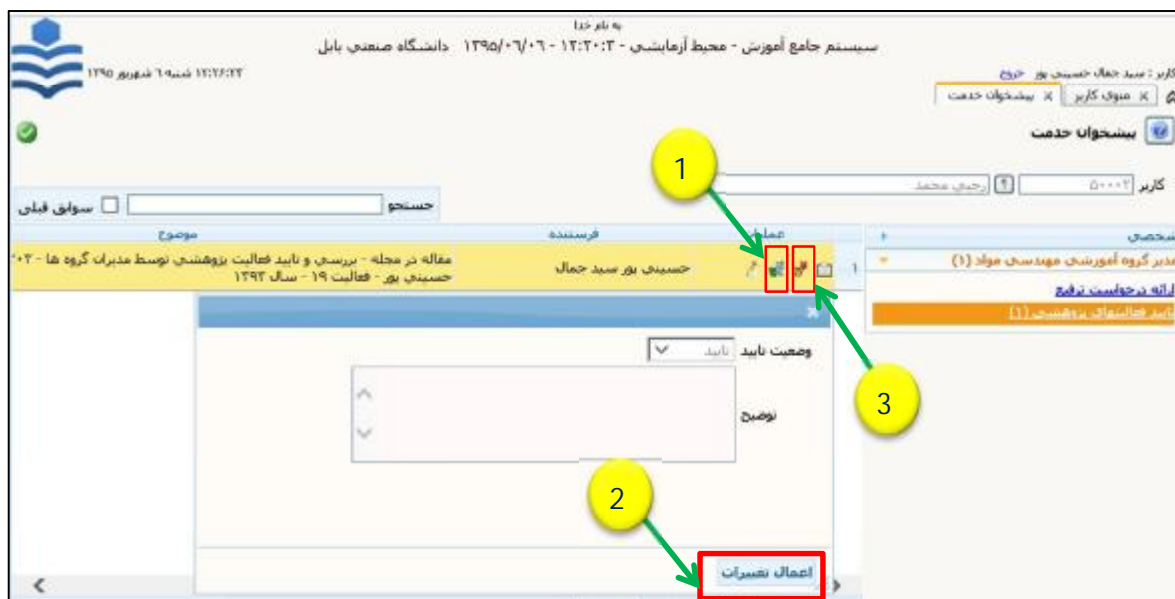 به نام خدا
سیستم جامع آموزش - محیط آزمایشی - ۱۲:۲۰:۳ - ۱۳۹۵/۰۶/۰۶ دانشگاه صنعتی بابل
کاربر : سید جمال حسینی پور خروج
۱۲:۲۶:۲۳ شنبه ۶ شهریور ۱۳۹۵
منوی کاربر x
پیشخوان خدمت x
پیشخوان خدمت
کاربر ۵۰۰۰۲ رجبی محمد
جستجو
سوابق قبلی
شخصی
مدیر گروه آموزشی مهندسی مواد (۱)
ارائه درخواست ترفیع
تایید فعالیتهای پژوهشی (۱)
فرستنده
موضوع
۱
حسینی پور سید جمال
مقاله در مجله - بررسی و تایید فعالیت پژوهشی توسط مدیران گروه ها -
حسینی پور - فعالیت ۱۹ - سال ۱۳۹۳
وضعیت تایید تایید
توضیح
اعمال تغییرات
1
3
2